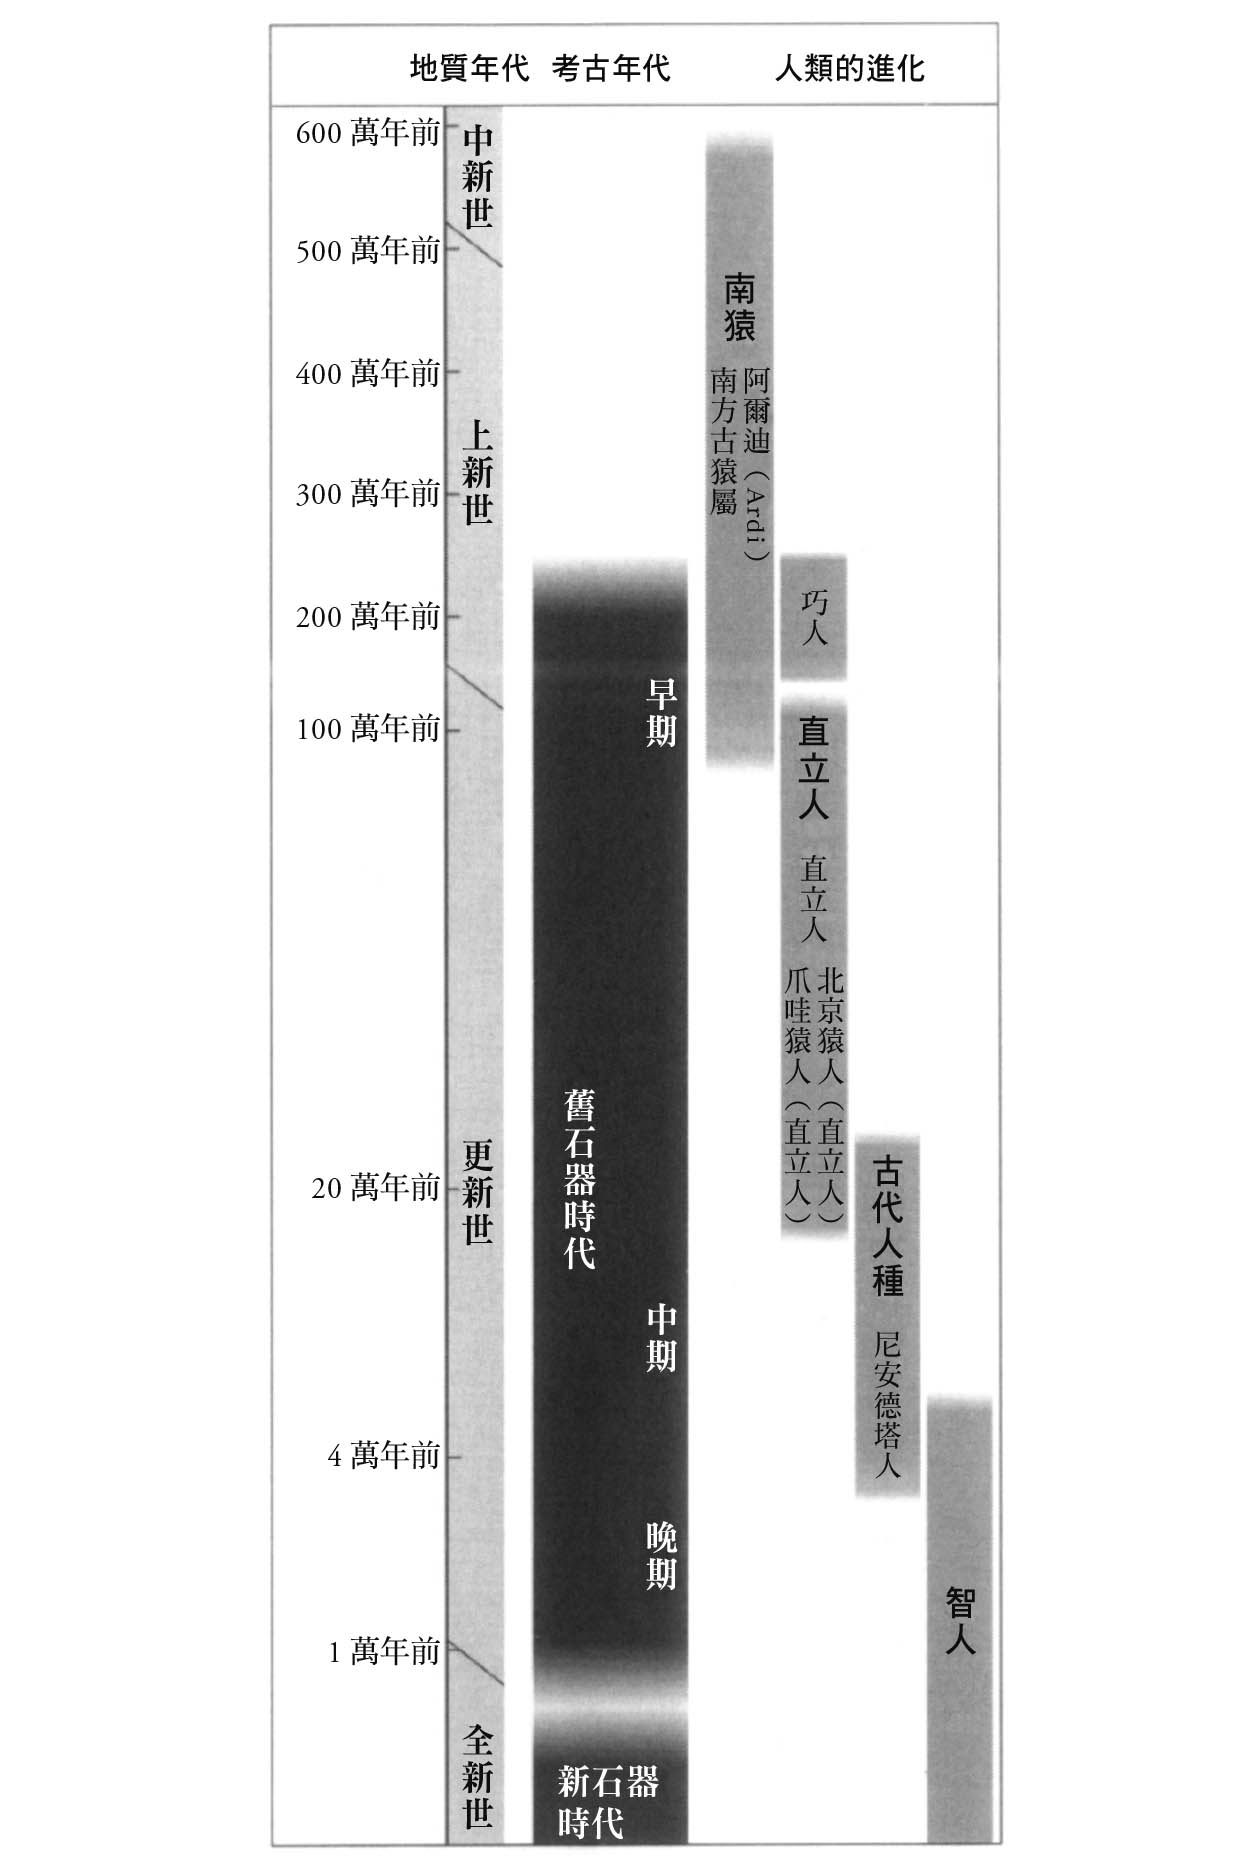 地質年代 考古年代 人類的進化
600 萬年前
500 萬年前
400 萬年前
300 萬年前
200 萬年前
100 萬年前
20 萬年前
4 萬年前
1 萬年前
中新世
上新世
更新世
全新世
舊石器時代
早期
中期
晚期
新石器
時代
南猿
阿爾迪（Ardi）
南方古猿屬
巧人
直立人
直立人
北京猿人（直立人）
爪哇猿人（直立人）
古代人種
尼安德塔人
智人